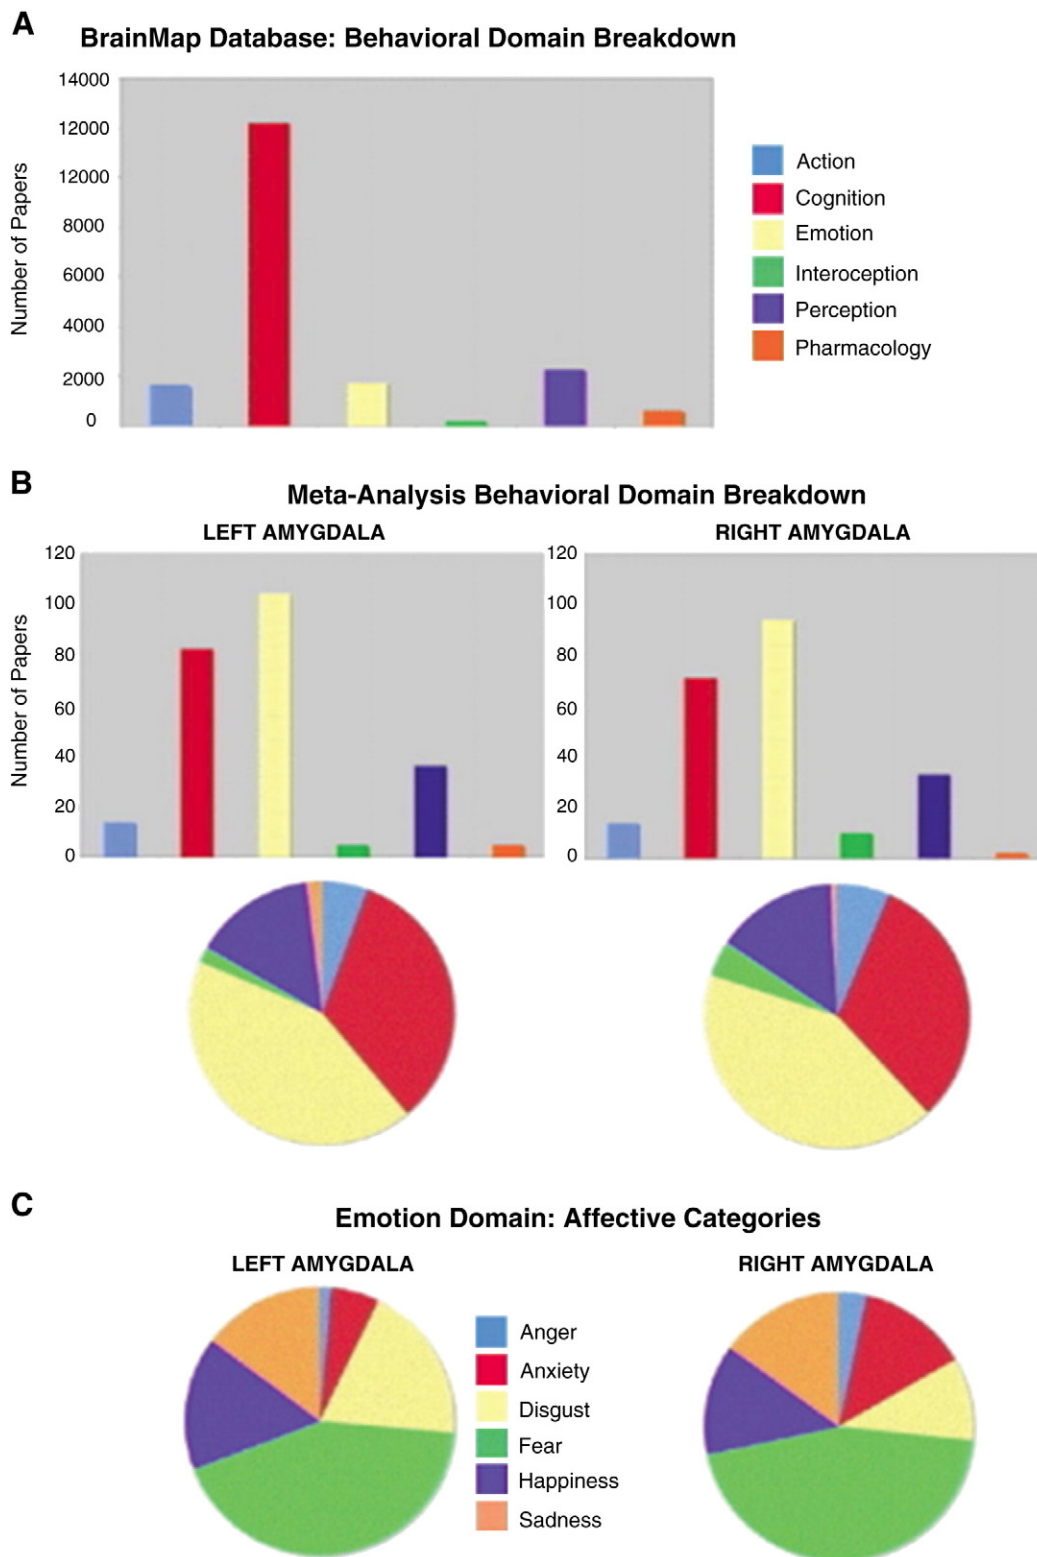 A
BrainMap Database: Behavioral Domain Breakdown
Number of Papers
14000
12000
12000
8000
6000
4000
2000
0
Action
Cognition
Emotion
Interoception
Perception
Pharmacology
B
Meta-Analysis Behavioral Domain Breakdown
LEFT AMYGDALA
Number of Papers
120
100
80
60
40
20
0
RIGHT AMYGDALA
120
100
80
60
40
20
0
C
Emotion Domain: Affective Categories
LEFT AMYGDALA
Anger
Anxiety
Disgust
Fear
Happiness
Sadness
RIGHT AMYGDALA